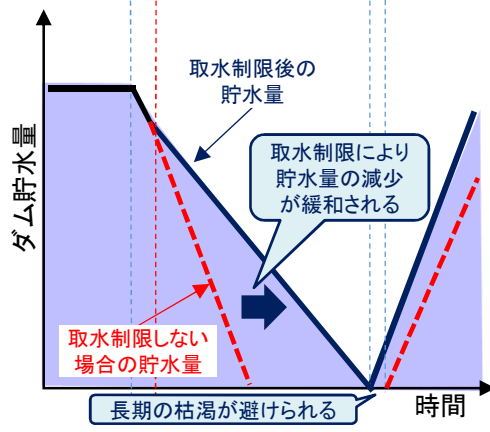 ダム貯水量
取水制限後の
貯水量
取水制限により
貯水量の減少
が緩和される
取水制限しない
場合の貯水量
長期の枯渇が避けられる
時間